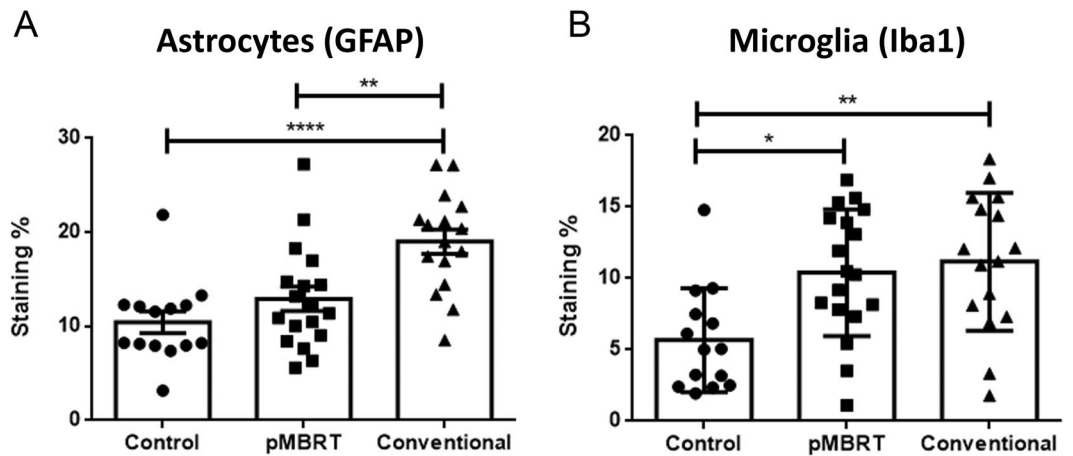 A
Astrocytes (GFAP)
**
****
30
20
10
0
Staining %
Control
pMBRT
Conventional
B
Microglia (Iba1)
**
*
20
15
10
5
0
Staining %
Control
pMBRT
Conventional